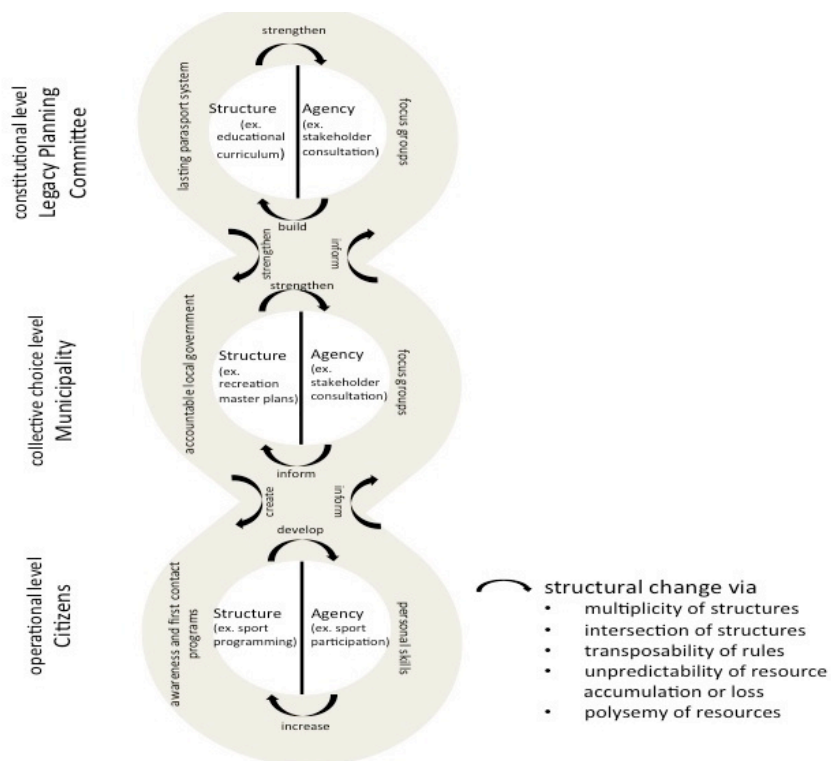 constitutional level
Legacy Planning
Committee
strengthen
lasting parasport system
Structure
(ex.
educational
curriculum)
Agency
(ex.
stakeholder
consultation)
focus groups
build
strengthen
inform
collective choice level
Municipality
strengthen
accountable local government
Structure
(ex.
recreation
master plans)
Agency
(ex.
stakeholder
consultation)
focus groups
inform
create
inform
operational level
Citizens
develop
awareness and first contact
programs
Structure
(ex. sport
programming)
Agency
(ex. sport
participation)
personal skills
increase
structural change via
• multiplicity of structures
• intersection of structures
• transposability of rules
• unpredictability of resource
accumulation or loss
• polysemy of resources